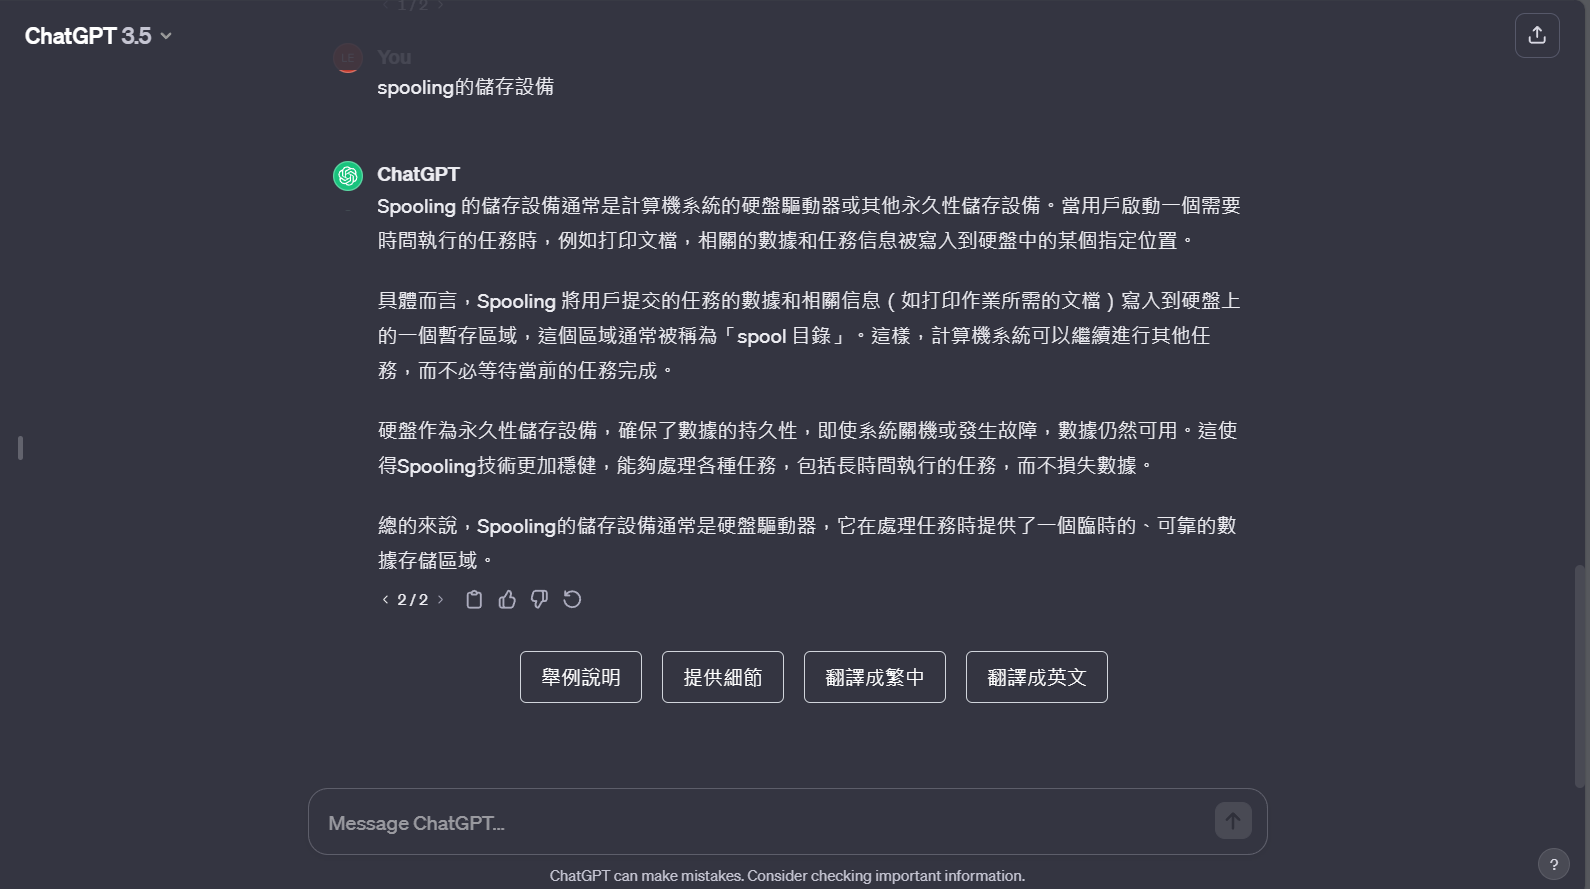 1/2
ChatGPT 3.5
You
spooling的儲存設備
ChatGPT
Spooling 的儲存設備通常是計算機系統的硬盤驅動器或其他永久性儲存設備。當用戶啟動一個需要
時間執行的任務時，例如打印文檔，相關的數據和任務信息被寫入到硬盤中的某個指定位置。
具體而言，Spooling 將用戶提交的任務的數據和相關信息（如打印作業所需的文檔）寫入到硬盤上
的一個暫存區域，這個區域通常被稱為「spool 目錄」。這樣，計算機系統可以繼續進行其他任
務，而不必等待當前的任務完成。
硬盤作為永久性儲存設備，確保了數據的持久性，即使系統關機或發生故障，數據仍然可用。這使
得Spooling技術更加穩健，能夠處理各種任務，包括長時間執行的任務，而不損失數據。
總的來說，Spooling的儲存設備通常是硬盤驅動器，它在處理任務時提供了一個臨時的、可靠的數
據存儲區域。
2/2
舉例說明
提供細節
翻譯成繁中
翻譯成英文
Message ChatGPT...
ChatGPT can make mistakes. Consider checking important information.
?